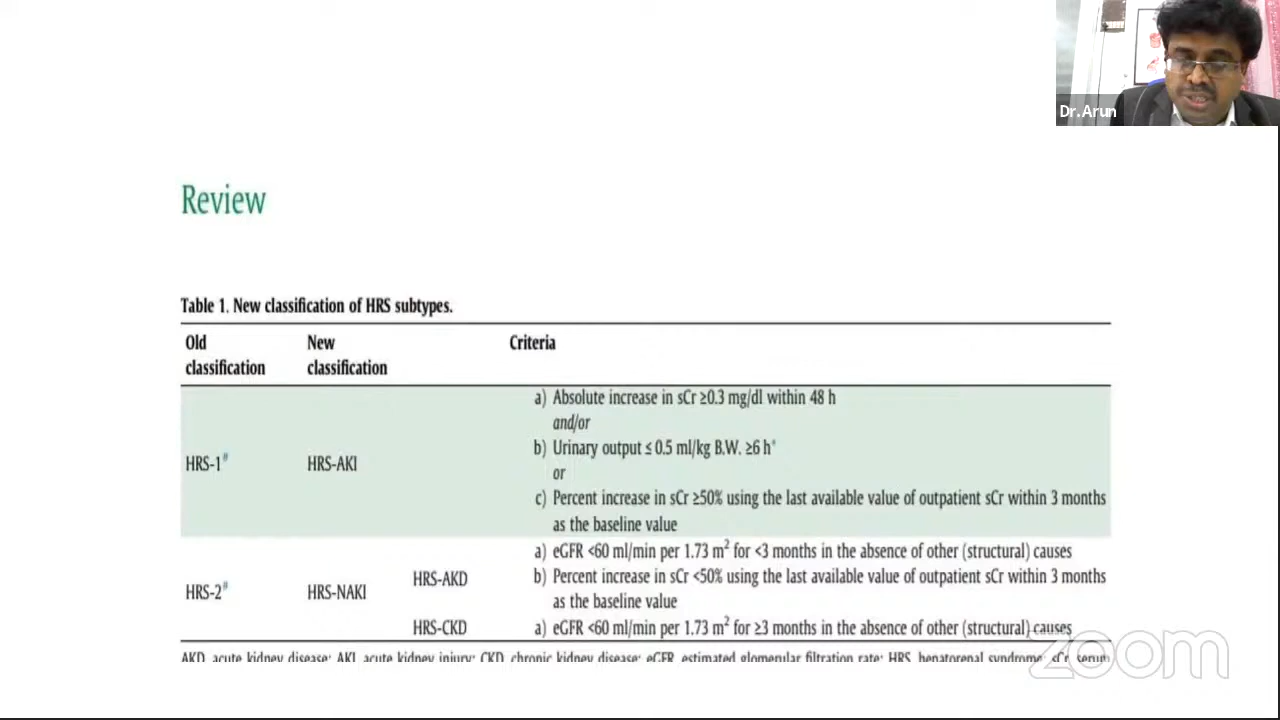 Dr.Arun
Review
Table 1. New classification of HRS subtypes.
Old classification New classification Criteria
a) Absolute increase in sCr ≥0.3 mg/dl within 48 h
and/or
b) Urinary output ≤ 0.5 ml/kg B.W. ≥6 h*
or
HRS-1# HRS-AKI
c) Percent increase in sCr ≥50% using the last available value of outpatient sCr within 3 months
as the baseline value
a) eGFR <60 ml/min per 1.73 m2 for <3 months in the absence of other (structural) causes
HRS-2# HRS-NAKI HRS-AKD b) Percent increase in sCr <50% using the last available value of outpatient sCr within 3 months
as the baseline value
HRS-CKD a) eGFR <60 ml/min per 1.73 m2 for ≥3 months in the absence of other (structural) causes
AKD, acute kidney disease; AKI, acute kidney injury; CKD, chronic kidney disease; eGFR, estimated glomerular filtration rate; HRS, hepatorenal syndrome; sCr, serum
zoom